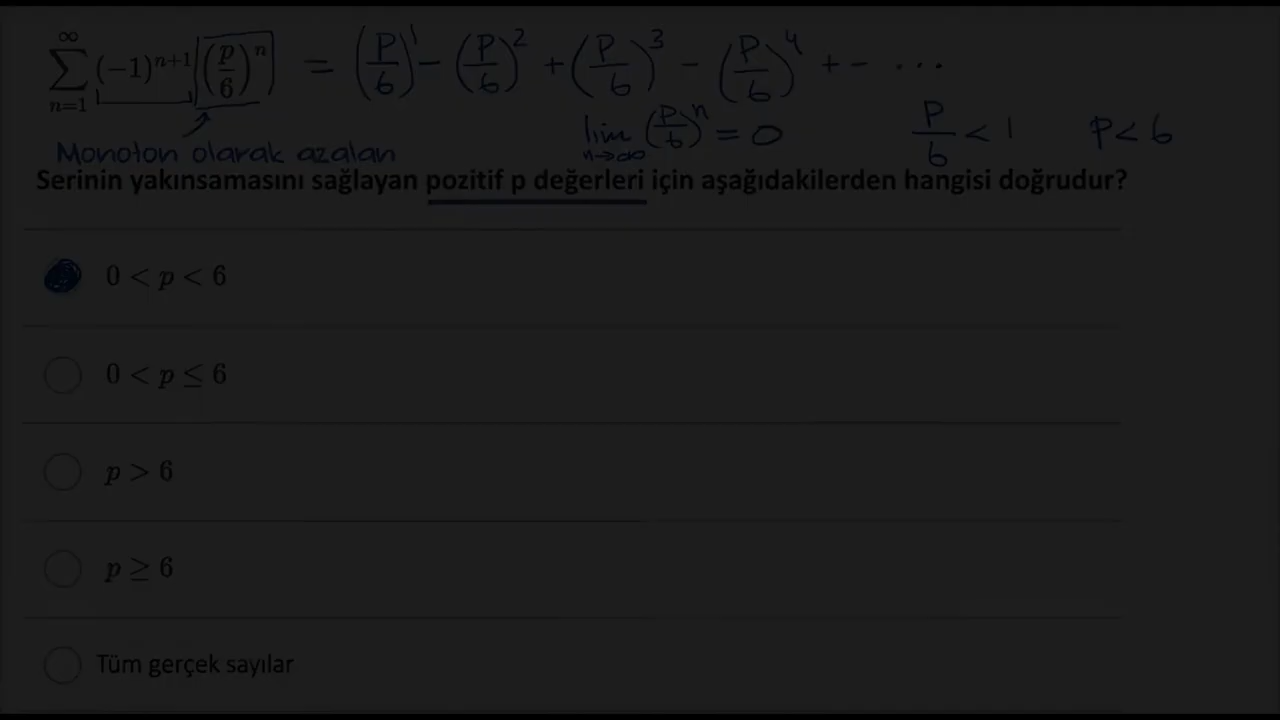 ∞∑n=1 (−1)^{n+1} (p/6)^n = (P/6)^1 − (P/6)^2 + (P/6)^3 − (P/6)^4 + − ...
Monoton olarak azalan lim n→∞ (P/6)^n = 0 P/6 < 1 P < 6
Serinin yakınsamasını sağlayan pozitif p değerleri için aşağıdakilerden hangisi doğrudur?
0 < p < 6
0 < p ≤ 6
p > 6
p ≥ 6
Tüm gerçek sayılar